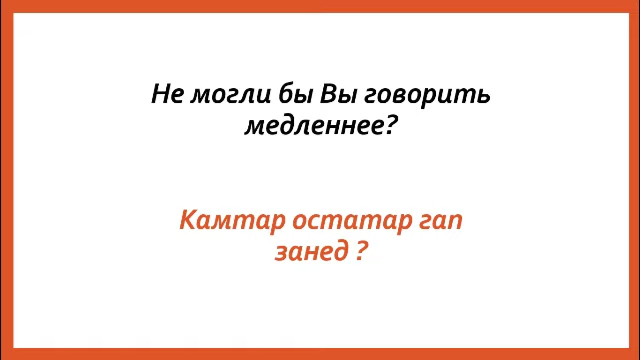 Не могли бы Вы говорить
медленнее?
Камтар остатар гап
занед ?